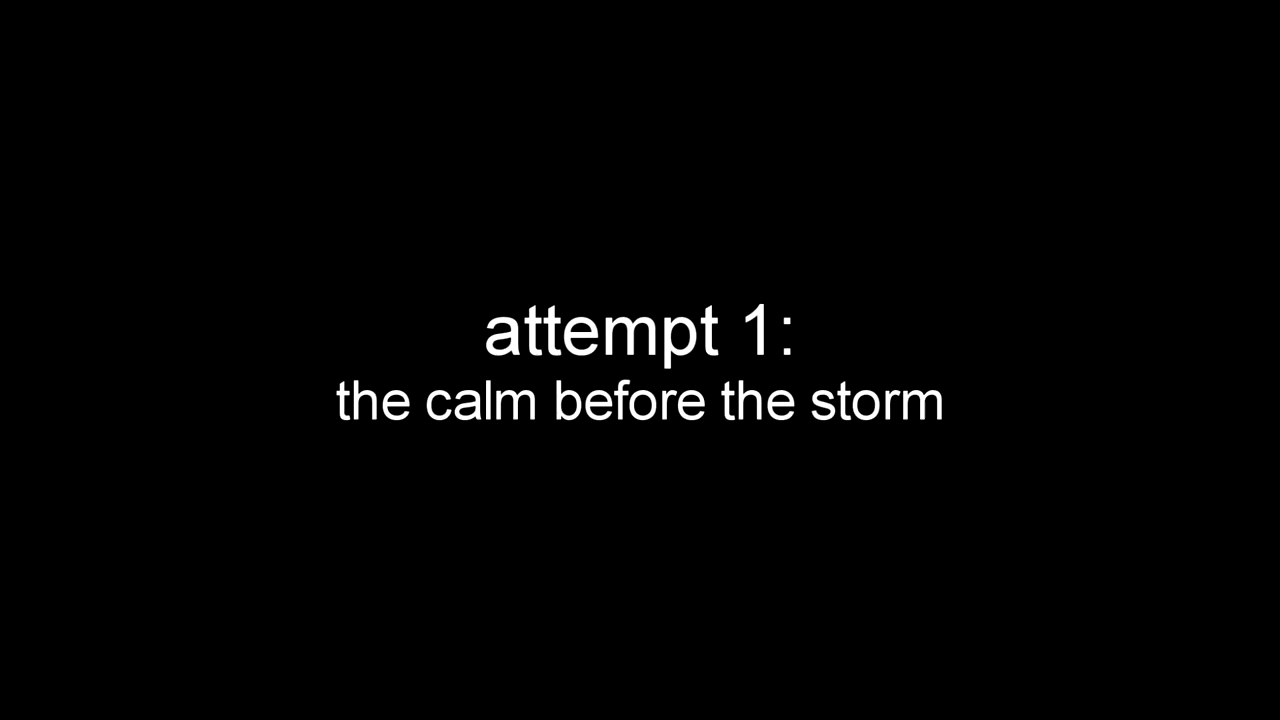 attempt 1:
the calm before the storm